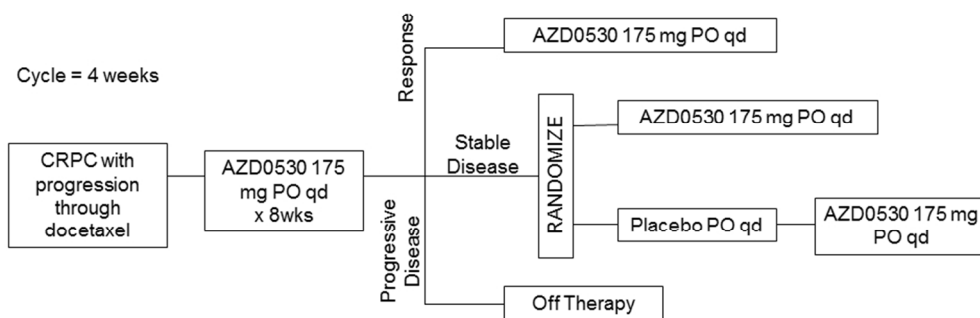 Cycle = 4 weeks
CRPC with
progression
through
docetaxel
AZD0530 175
mg PO qd
x 8wks
Response
Stable
Disease
Progressive
Disease
AZD0530 175 mg PO qd
RANDOMIZE
AZD0530 175 mg PO qd
Placebo PO qd
AZD0530 175 mg
PO qd
Off Therapy